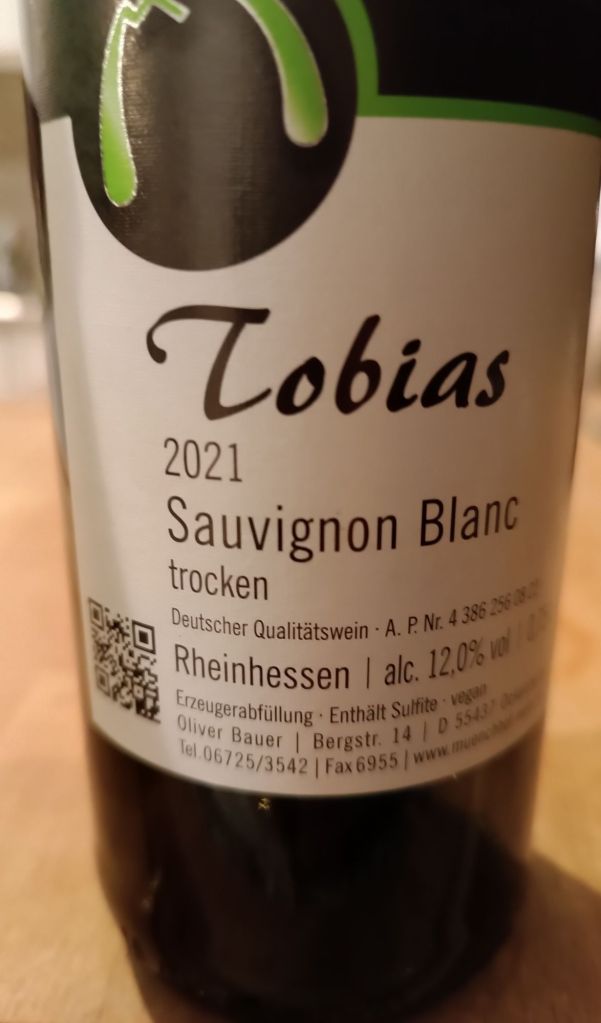 Tobias
2021
Sauvignon Blanc
trocken
Deutscher Qualitätswein · A. P. Nr. 4 386 256 08 22
Rheinhessen | alc. 12,0% vol |
Erzeugerabfüllung · Enthält Sulfite · vegan
Oliver Bauer | Bergstr. 14 | D 55437
Tel.06725/3542 | Fax 6955 |